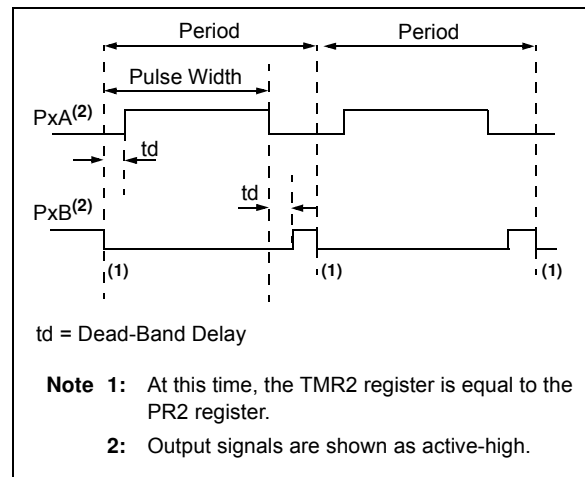 Period Period
Pulse Width
PxA(2)
td
td
PxB(2)
(1) (1) (1)
td = Dead-Band Delay
Note 1: At this time, the TMR2 register is equal to the
PR2 register.
2: Output signals are shown as active-high.